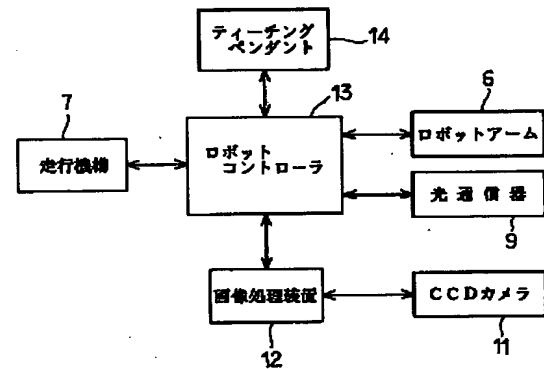 ティーチング
ペンダント
14
13
7
6
ロボット
コントローラ
ロボットアーム
走行機構
光通信器
9
画像処理装置
CCDカメラ
12
11